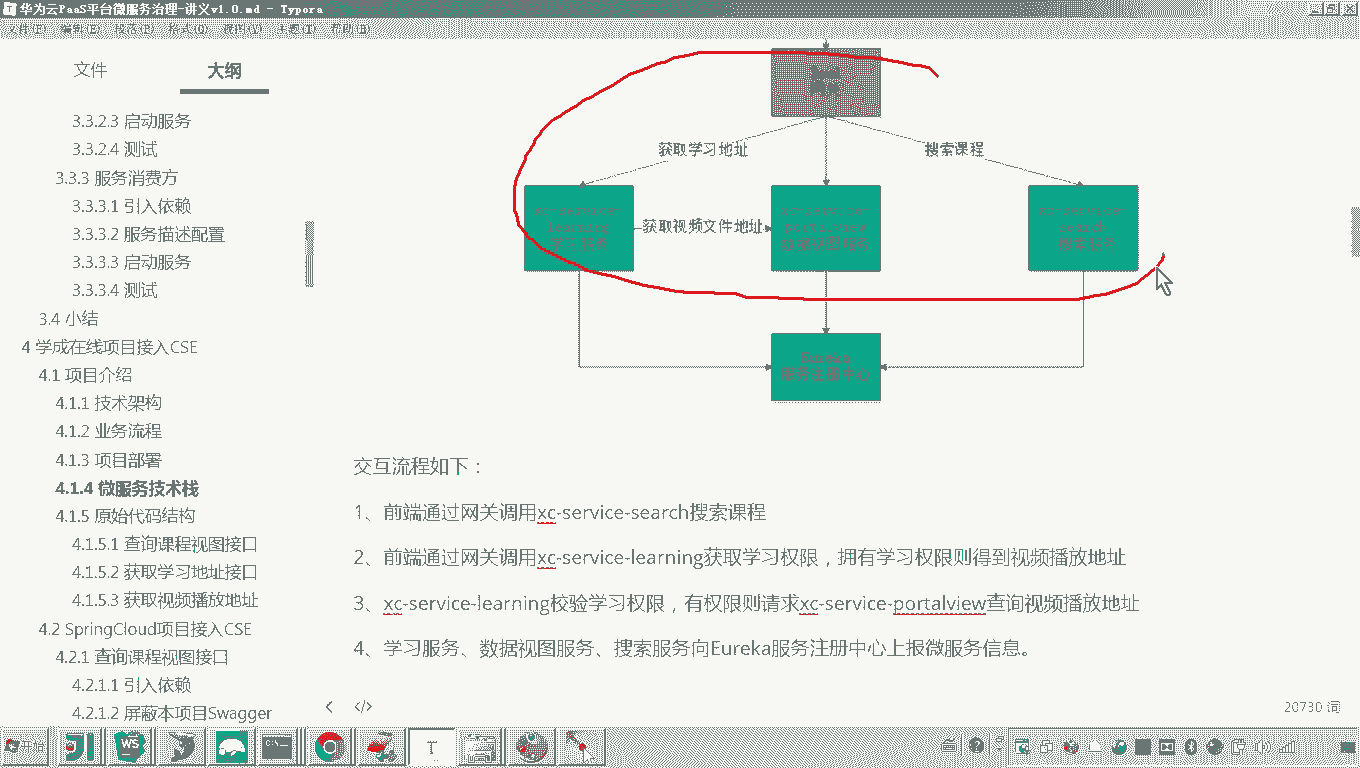 华为云PaaS平台微服务治理-讲义v1.0.md - Typora
文件(F) 编辑(E) 段落(P) 格式(O) 视图(V) 主题(T) 帮助(H)
文件 大纲
3.3.2.3 启动服务
3.3.2.4 测试
3.3.3 服务消费方
3.3.3.1 引入依赖
3.3.3.2 服务描述配置
3.3.3.3 启动服务
3.3.3.4 测试
3.4 小结
4 学成在线项目接入CSE
4.1 项目介绍
4.1.1 技术架构
4.1.2 业务流程
4.1.3 项目部署
4.1.4 微服务技术栈
4.1.5 原始代码结构
4.1.5.1 查询课程视图接口
4.1.5.2 获取学习地址接口
4.1.5.3 获取视频播放地址
4.2 SpringCloud项目接入CSE
4.2.1 查询课程视图接口
4.2.1.1 引入依赖
4.2.1.2 屏蔽本项目Swagger
获取学习地址
搜索课程
xc-service-
learning
学习服务
获取视频文件地址
xc-service-
数据视图服务
xc-service-
search
搜索服务
Eureka
服务注册中心
交互流程如下：
1、前端通过网关调用xc-service-search搜索课程
2、前端通过网关调用xc-service-learning获取学习权限，拥有学习权限则得到视频播放地址
3、xc-service-learning校验学习权限，有权限则请求xc-service-portalview查询视频播放地址
4、学习服务、数据视图服务、搜索服务向Eureka服务注册中心上报微服务信息。
20730 词
开始